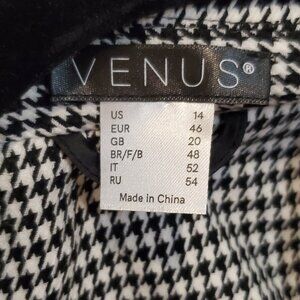 VENUS®
US 14
EUR 46
GB 20
BR/F/B 48
IT 52
RU 54
Made in China